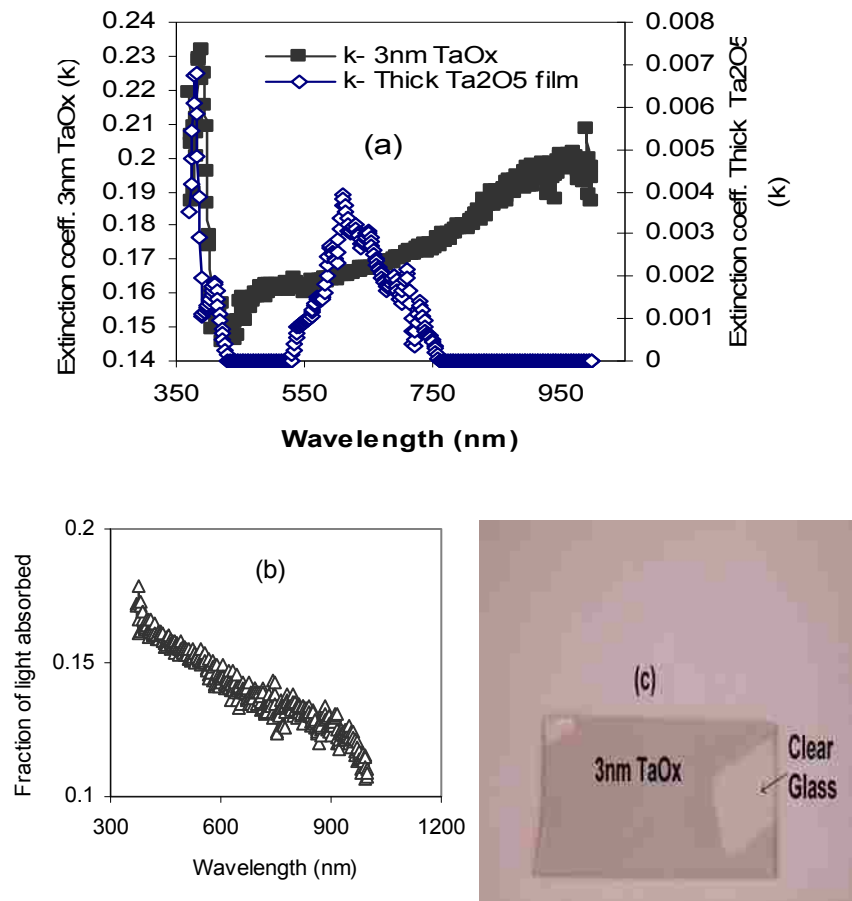 0.24
0.23
0.22
0.21
0.2
0.19
0.18
0.17
0.16
0.15
0.14
Extinction coeff. 3nm TaOx (k)
k- 3nm TaOx
k- Thick Ta2O5 film
(a)
0.008
0.007
0.006
0.005
0.004
0.003
0.002
0.001
0
Extinction coeff. Thick Ta2O5
(k)
350
550
750
950
Wavelength (nm)
0.2
0.15
0.1
Fraction of light absorbed
(b)
300
600
900
1200
Wavelength (nm)
(c)
3nm TaOx
Clear
Glass